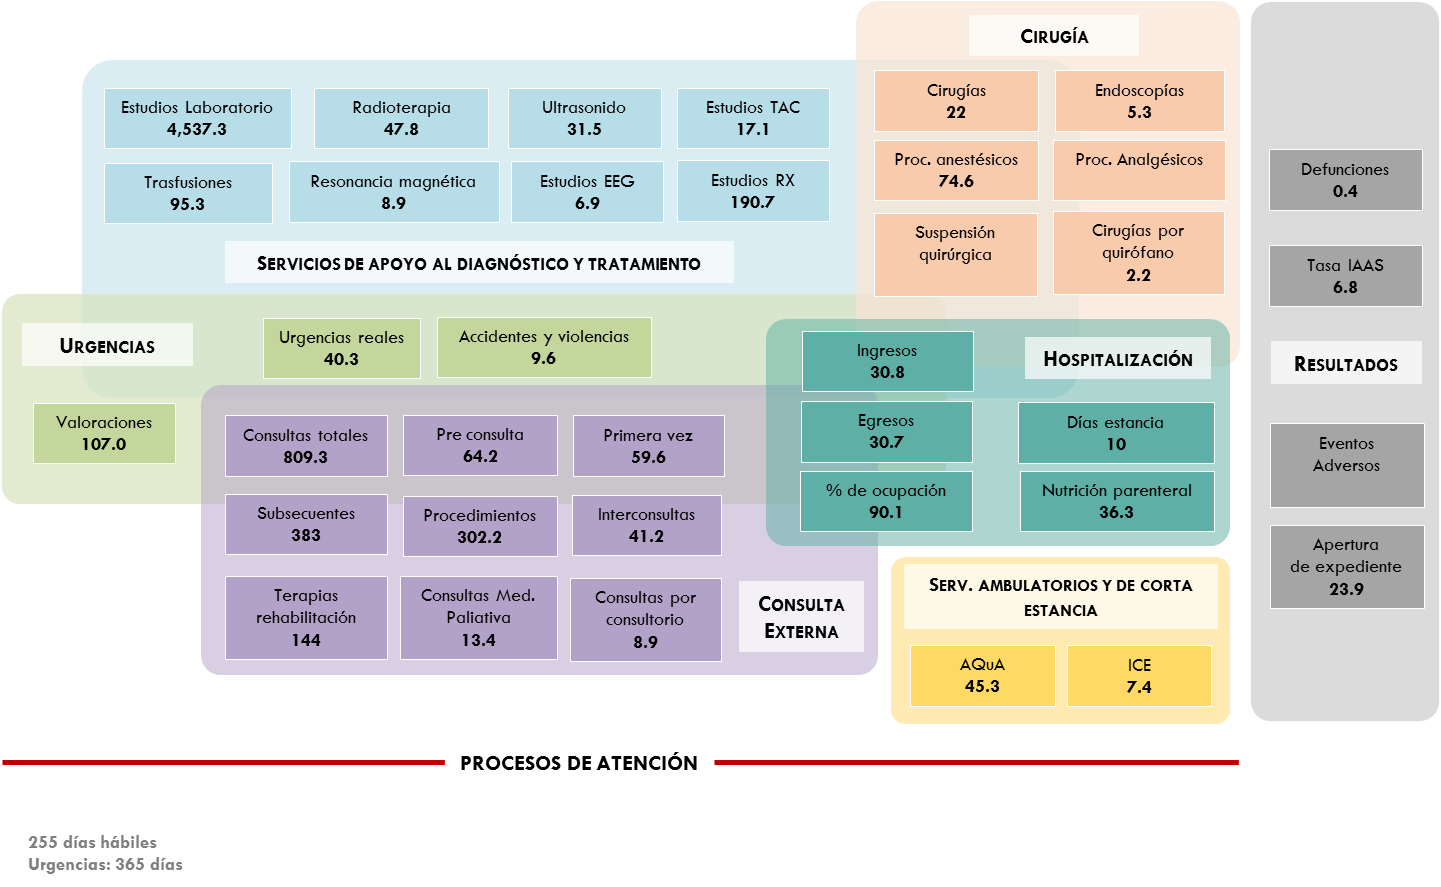 CIRUGÍA
Cirugías
22
Endoscopías
5.3
Proc. anestésicos
74.6
Proc. Analgésicos
Suspensión
quirúrgica
Cirugías por
quirófano
2.2
Estudios Laboratorio
4,537.3
Radioterapia
47.8
Ultrasonido
31.5
Estudios TAC
17.1
Trasfusiones
95.3
Resonancia magnética
8.9
Estudios EEG
6.9
Estudios RX
190.7
SERVICIOS DE APOYO AL DIAGNÓSTICO Y TRATAMIENTO
URGENCIAS
Urgencias reales
40.3
Accidentes y violencias
9.6
Valoraciones
107.0
Consultas totales
809.3
Pre consulta
64.2
Primera vez
59.6
Subsecuentes
383
Procedimientos
302.2
Interconsultas
41.2
Terapias
rehabilitación
144
Consultas Med.
Paliativa
13.4
Consultas por
consultorio
8.9
CONSULTA
EXTERNA
HOSPITALIZACIÓN
Ingresos
30.8
Egresos
30.7
Días estancia
10
% de ocupación
90.1
Nutrición parenteral
36.3
SERV. AMBULATORIOS Y DE CORTA
ESTANCIA
AQuA
45.3
ICE
7.4
Defunciones
0.4
Tasa IAAS
6.8
RESULTADOS
Eventos
Adversos
Apertura
de expediente
23.9
PROCESOS DE ATENCIÓN
255 días hábiles
Urgencias: 365 días